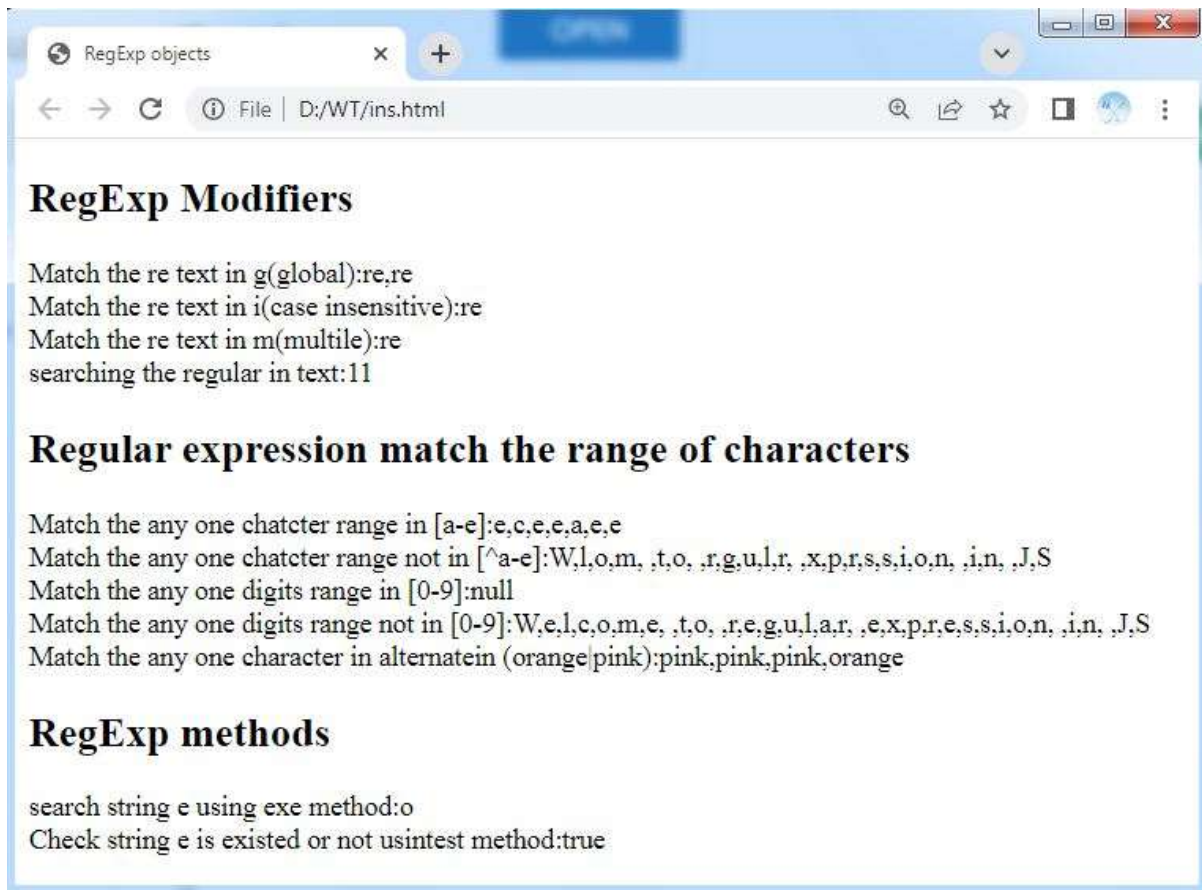 OPEN
RegExp objects
File | D:/WT/ins.html
RegExp Modifiers
Match the re text in g(global):re,re
Match the re text in i(case insensitive):re
Match the re text in m(multile):re
searching the regular in text:11
Regular expression match the range of characters
Match the any one chatcter range in [a-e]:e,c,e,e,a,e,e
Match the any one chatcter range not in [^a-e]:W,l,o,m, ,t,o, ,r,g,u,l,r, ,x,p,r,s,s,i,o,n, ,i,n, ,J,S
Match the any one digits range in [0-9]:null
Match the any one digits range not in [0-9]:W,e,l,c,o,m,e, ,t,o, ,r,e,g,u,l,a,r, ,e,x,p,r,e,s,s,i,o,n, ,i,n, ,J,S
Match the any one character in alternatein (orange|pink):pink,pink,pink,orange
RegExp methods
search string e using exe method:o
Check string e is existed or not usintest method:true